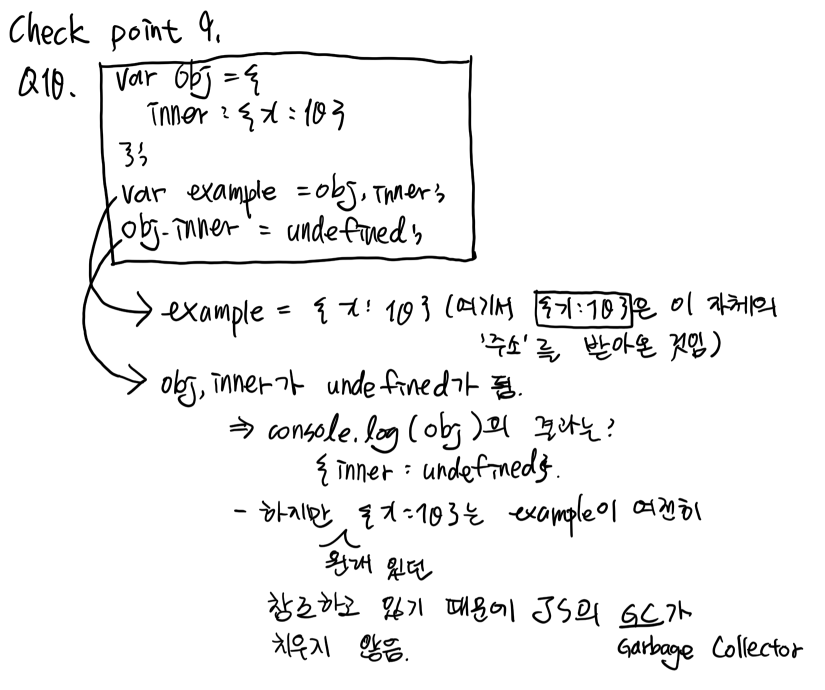 Check point 9.
Q10.
var obj = {
inner : {x : 10}
};
var example = obj.inner;
obj.inner = undefined;
example = {x : 10} (여기서 {x : 10}은 이 자체의
'주소'를 받아온 것임)
obj.inner가 undefined가 됨.
⇒ console.log(obj)의 결과는?
{inner : undefined}.
- 하지만 {x : 10}는 example이 여전히
원래 있던
참조하고 있기 때문에 JS의 GC가
치우지 않음. Garbage Collector